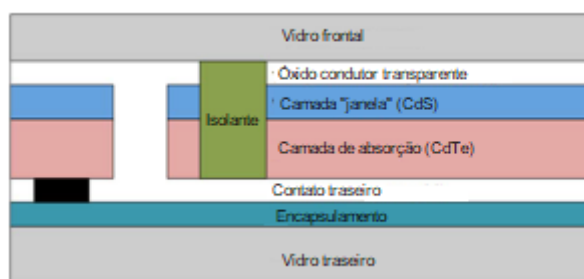 Vidro frontal
Óxido condutor transparente
Camada "janela" (CdS)
Isolante
Camada de absorção (CdTe)
Contato traseiro
Encapsulamento
Vidro traseiro